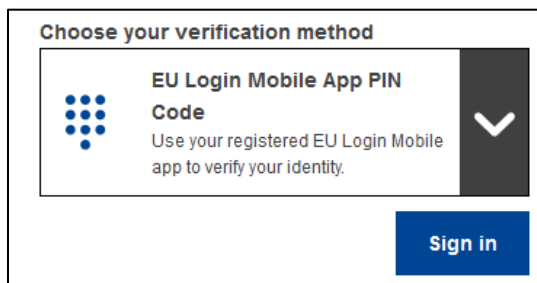 Choose your verification method
EU Login Mobile App PIN
Code
Use your registered EU Login Mobile
app to verify your identity.
Sign in